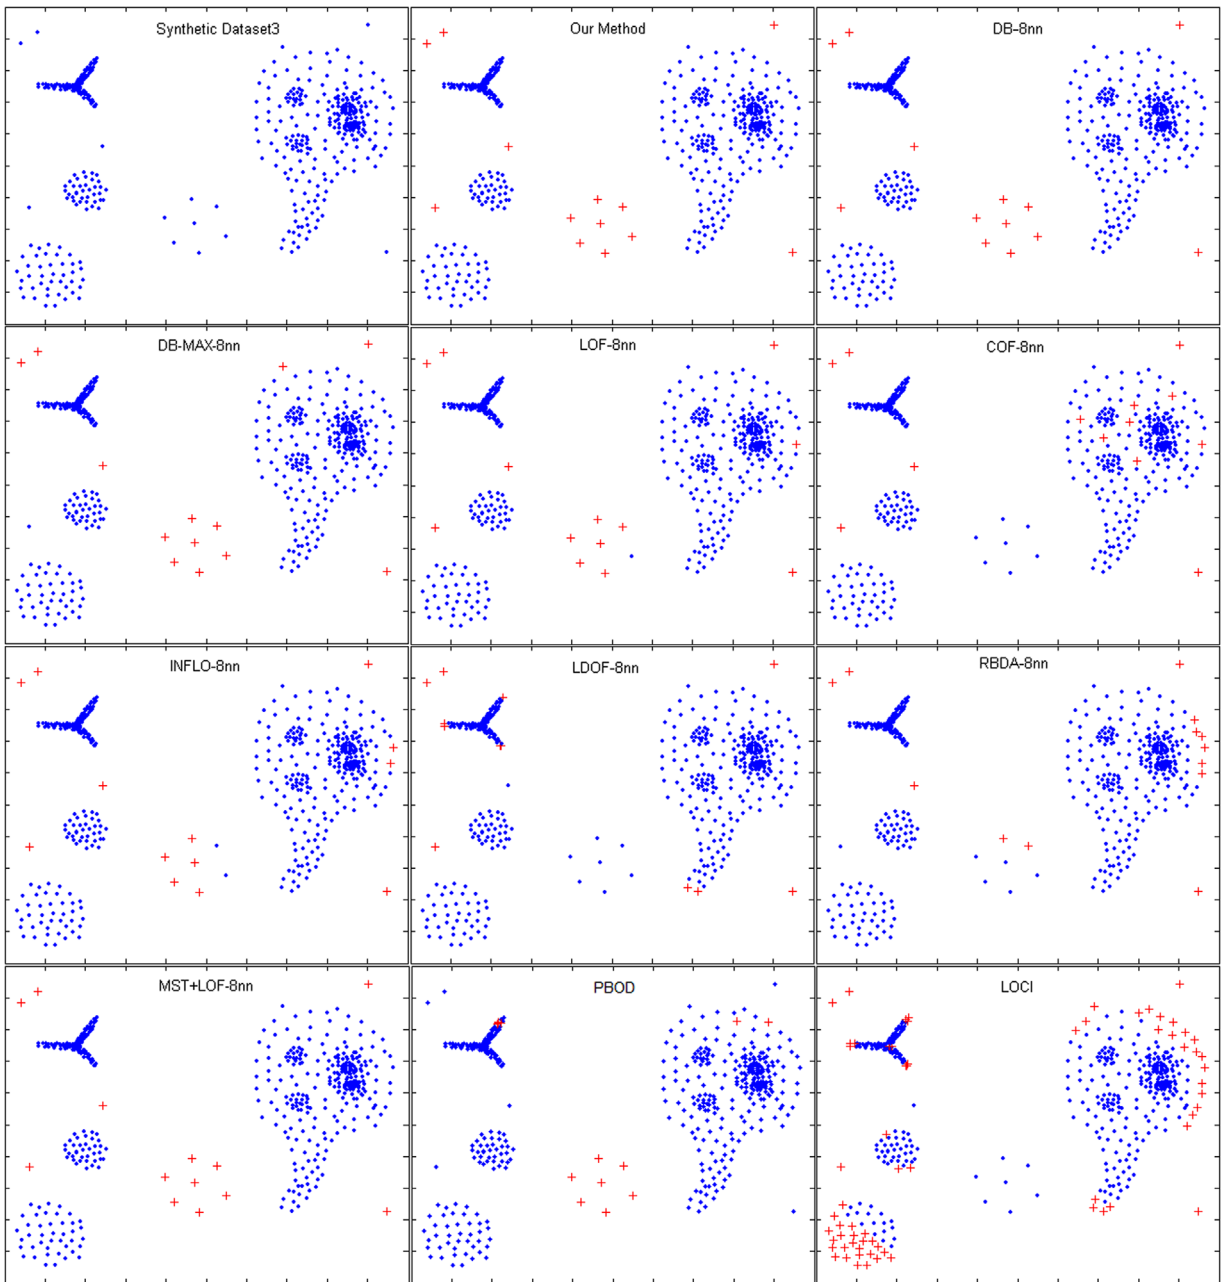 Synthetic Dataset3
Our Method
DB-8nn
DB-MAX-8nn
LOF-8nn
COF-8nn
INFLO-8nn
LDOF-8nn
RBDA-8nn
MST+LOF-8nn
PBOD
LOCI